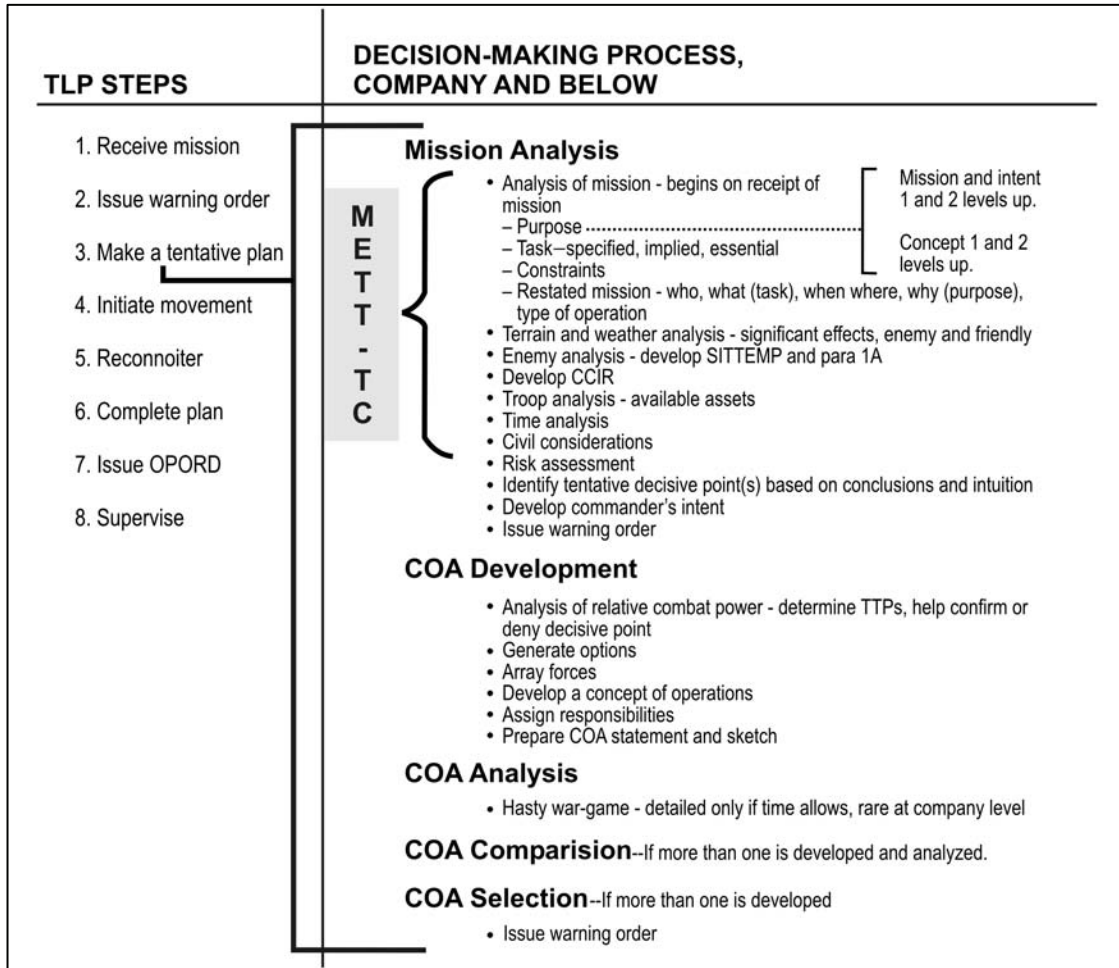 TLP STEPS
DECISION-MAKING PROCESS,
COMPANY AND BELOW
1. Receive mission
2. Issue warning order
3. Make a tentative plan
4. Initiate movement
5. Reconnoiter
6. Complete plan
7. Issue OPORD
8. Supervise
M
E
T
T
-
T
C
Mission Analysis
• Analysis of mission - begins on receipt of
mission
– Purpose
– Task–specified, implied, essential
– Constraints
– Restated mission - who, what (task), when where, why (purpose),
type of operation
Mission and intent
1 and 2 levels up.
Concept 1 and 2
levels up.
• Terrain and weather analysis - significant effects, enemy and friendly
• Enemy analysis - develop SITTEMP and para 1A
• Develop CCIR
• Troop analysis - available assets
• Time analysis
• Civil considerations
• Risk assessment
• Identify tentative decisive point(s) based on conclusions and intuition
• Develop commander's intent
• Issue warning order
COA Development
• Analysis of relative combat power - determine TTPs, help confirm or
deny decisive point
• Generate options
• Array forces
• Develop a concept of operations
• Assign responsibilities
• Prepare COA statement and sketch
COA Analysis
• Hasty war-game - detailed only if time allows, rare at company level
COA Comparision--If more than one is developed and analyzed.
COA Selection--If more than one is developed
• Issue warning order